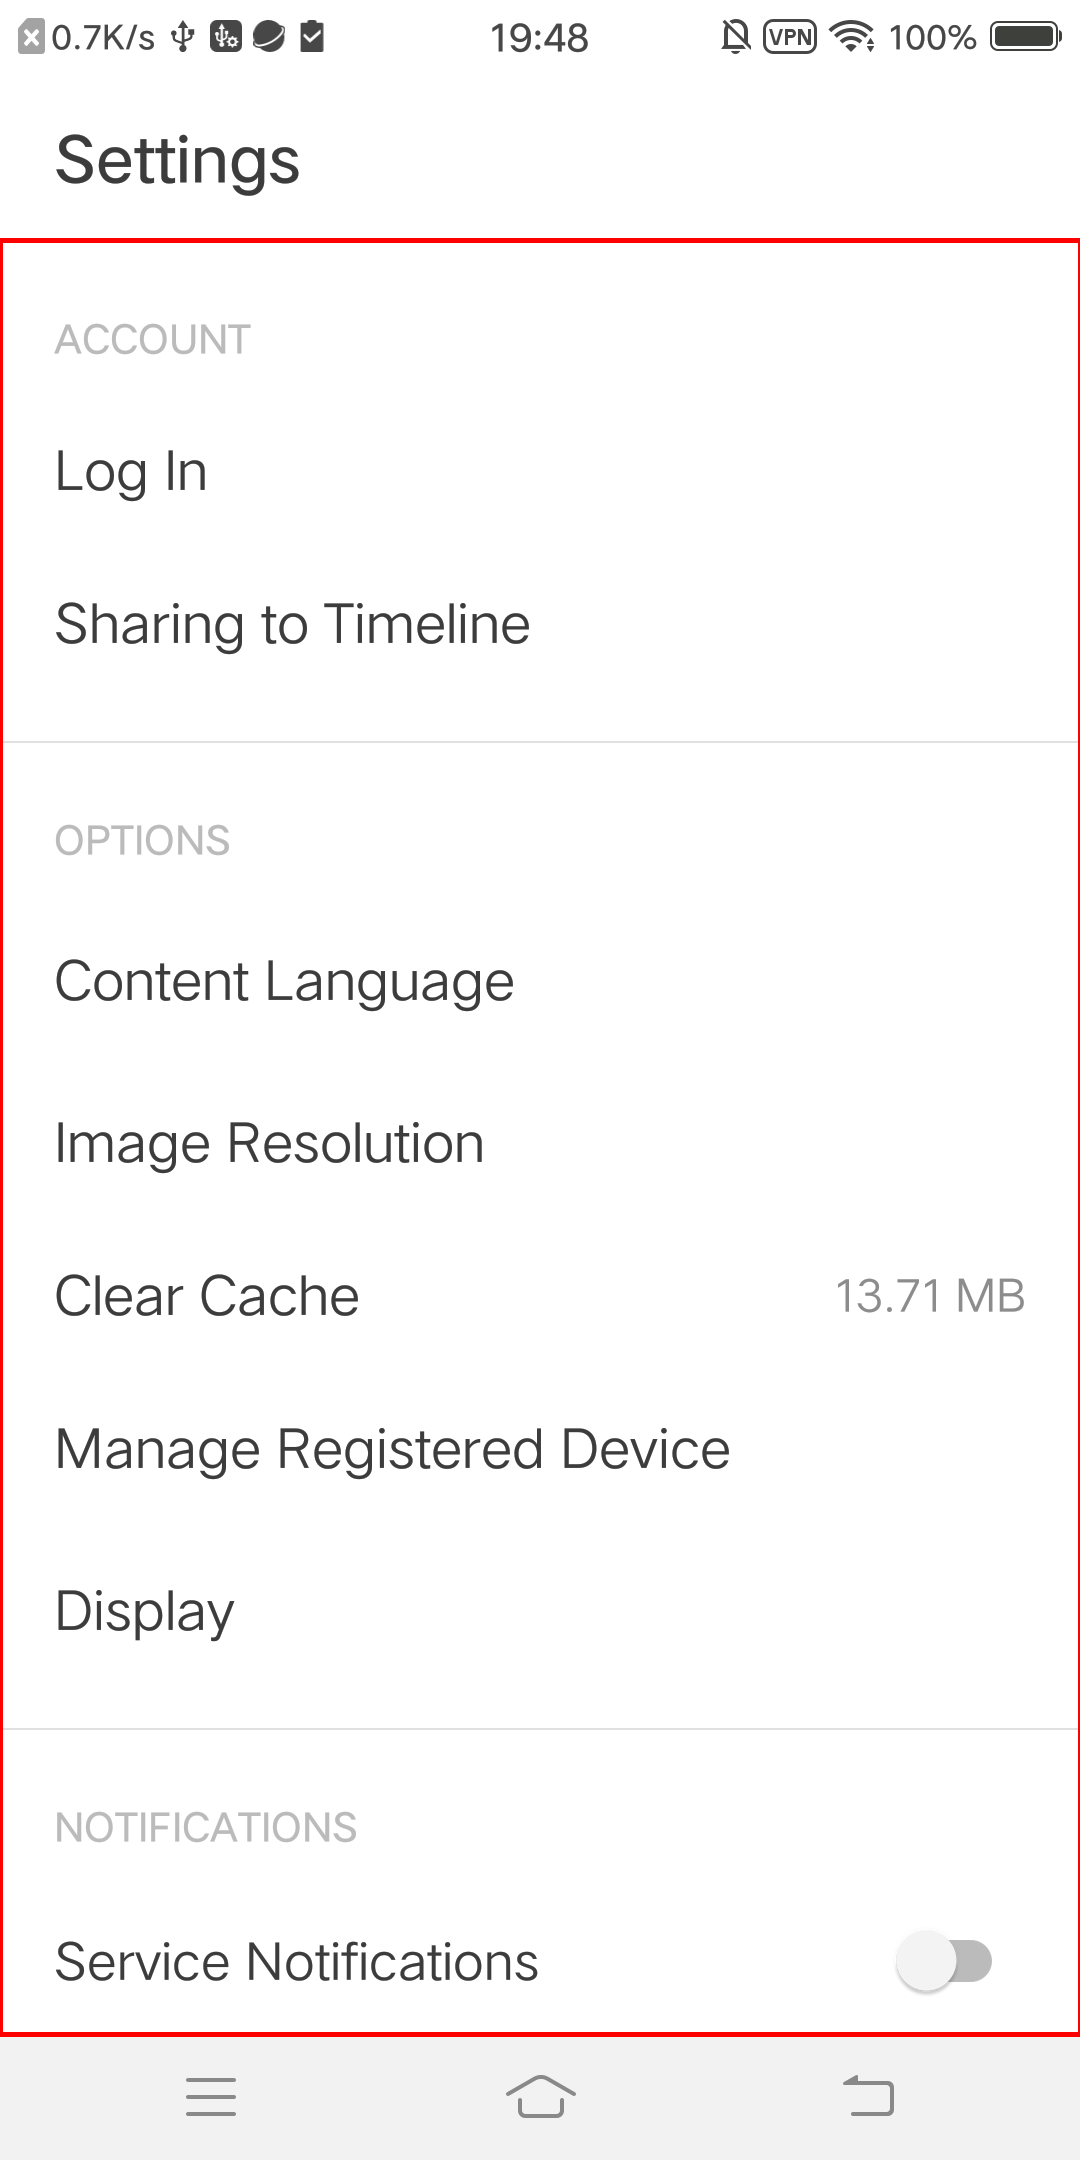 0.7K/s 19:48 VPN 100%
Settings
ACCOUNT
Log In
Sharing to Timeline
OPTIONS
Content Language
Image Resolution
Clear Cache 13.71 MB
Manage Registered Device
Display
NOTIFICATIONS
Service Notifications